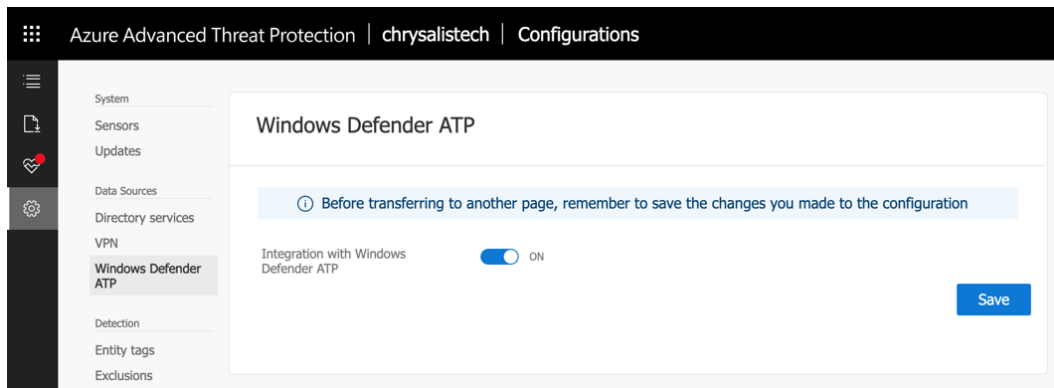 Azure Advanced Threat Protection | chrysalistech | Configurations
System
Sensors
Updates
Data Sources
Directory services
VPN
Windows Defender
ATP
Detection
Entity tags
Exclusions
Windows Defender ATP
Before transferring to another page, remember to save the changes you made to the configuration
Integration with Windows
Defender ATP
ON
Save